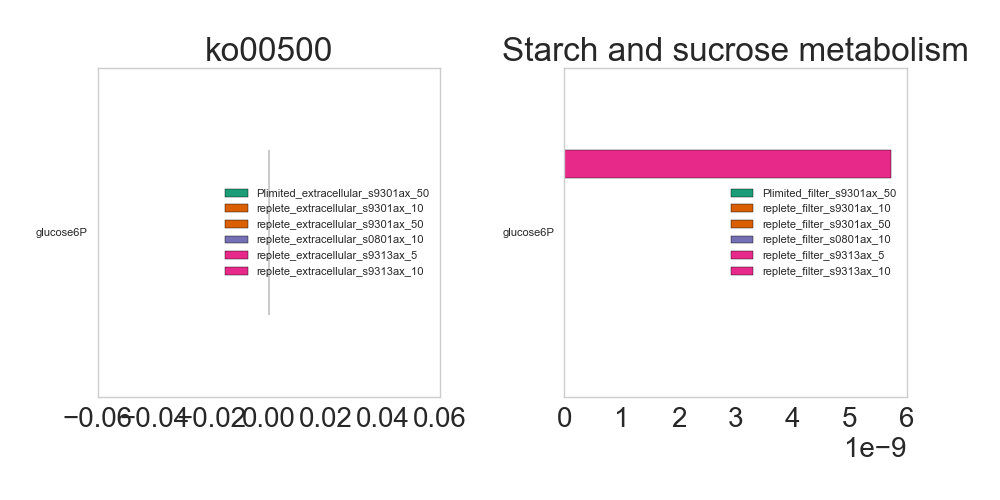 ko00500
Starch and sucrose metabolism
glucose6P
Plimited_extracellular_s9301ax_50
replete_extracellular_s9301ax_10
replete_extracellular_s9301ax_50
replete_extracellular_s0801ax_10
replete_extracellular_s9313ax_5
replete_extracellular_s9313ax_10
−0.06 −0.04 −0.02 0.00 0.02 0.04 0.06
glucose6P
Plimited_filter_s9301ax_50
replete_filter_s9301ax_10
replete_filter_s9301ax_50
replete_filter_s0801ax_10
replete_filter_s9313ax_5
replete_filter_s9313ax_10
0 1 2 3 4 5 6
1e−9